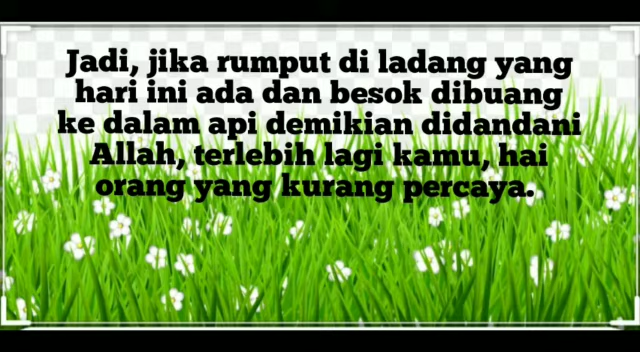 Jadi, jika rumput di ladang yang
hari ini ada dan besok dibuang
ke dalam api demikian didandani
Allah, terlebih lagi kamu, hai
orang yang kurang percaya.